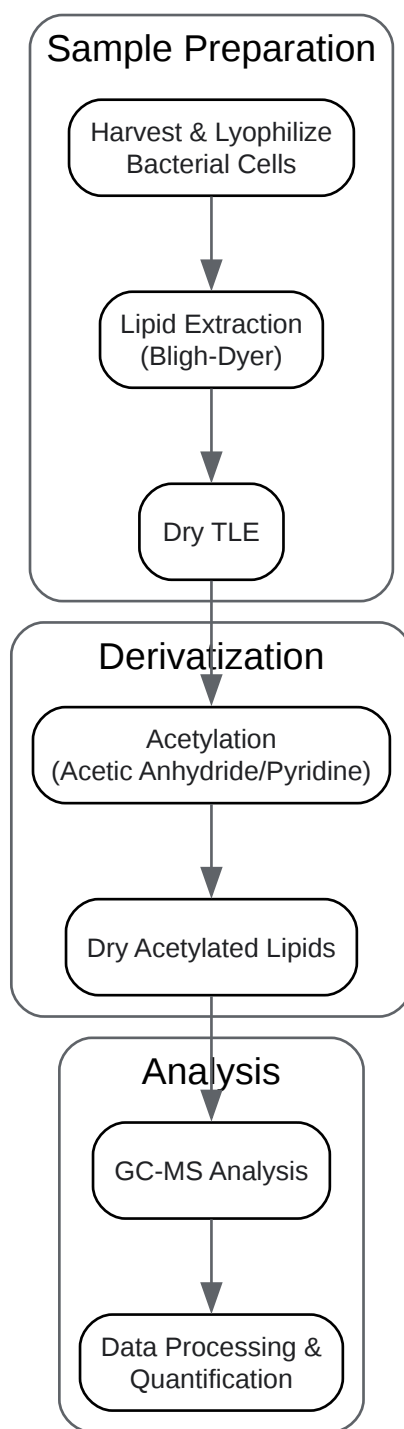 Sample Preparation
Harvest & Lyophilize
Bacterial Cells
Lipid Extraction
(Bligh-Dyer)
Dry TLE
Derivatization
Acetylation
(Acetic Anhydride/Pyridine)
Dry Acetylated Lipids
Analysis
GC-MS Analysis
Data Processing &
Quantification